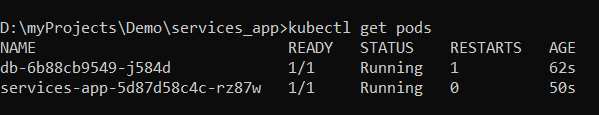 D:\myProjects\Demo\services_app>kubectl get pods
NAME READY STATUS RESTARTS AGE
db-6b88cb9549-j584d 1/1 Running 1 62s
services-app-5d87d58c4c-rz87w 1/1 Running 0 50s